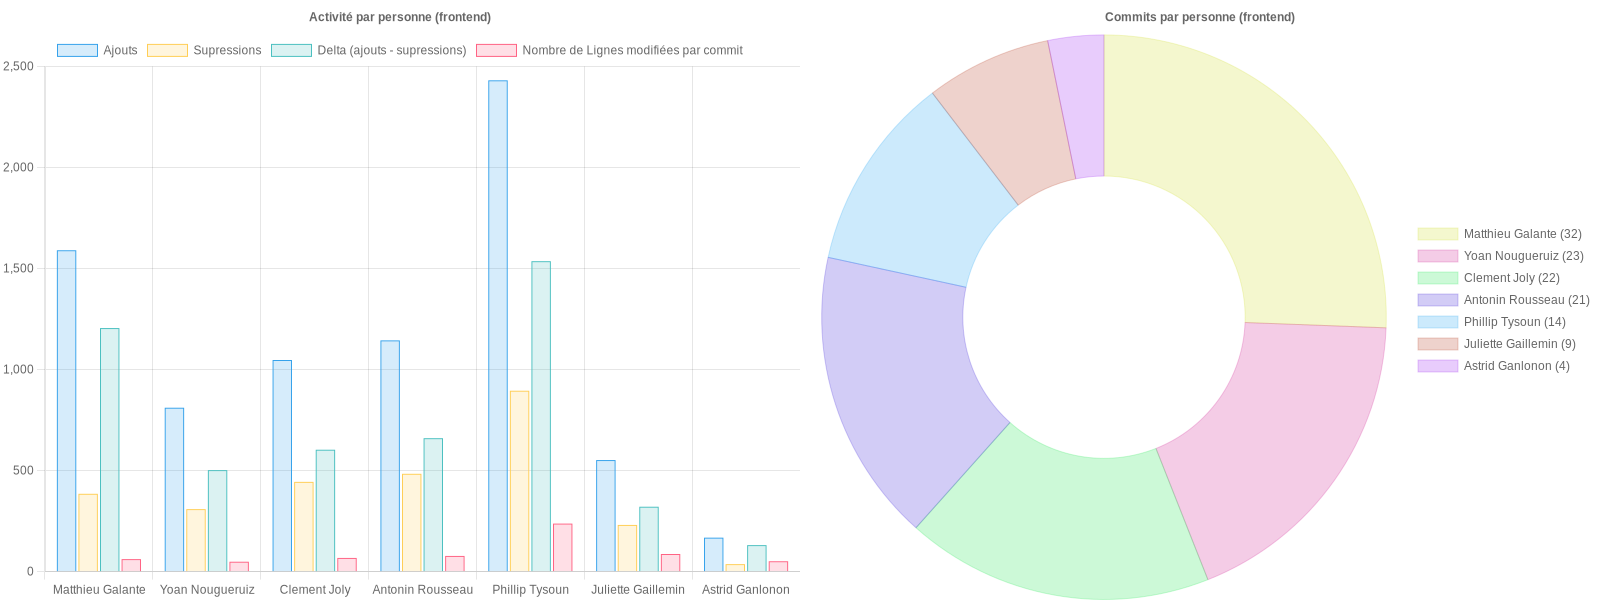 Activité par personne (frontend)
Ajouts
Supressions
Delta (ajouts - supressions)
Nombre de Lignes modifiées par commit
2,500
2,000
1,500
1,000
500
0
Matthieu Galante
Yoan Nougueruiz
Clement Joly
Antonin Rousseau
Phillip Tysoun
Juliette Gaillemin
Astrid Ganlonon
Commits par personne (frontend)
Matthieu Galante (32)
Yoan Nougueruiz (23)
Clement Joly (22)
Antonin Rousseau (21)
Phillip Tysoun (14)
Juliette Gaillemin (9)
Astrid Ganlonon (4)